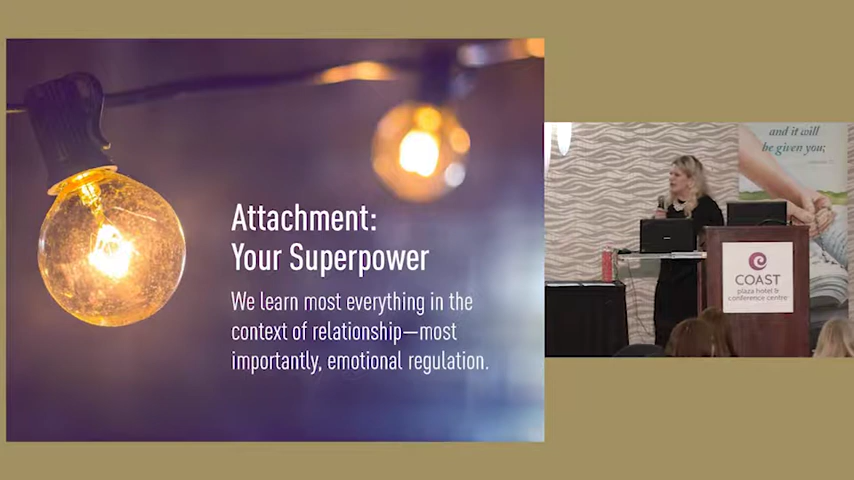 Attachment:
Your Superpower
We learn most everything in the
context of relationship—most
importantly, emotional regulation.
and it will
be given you;
COAST
plaza hotel &
conference centre